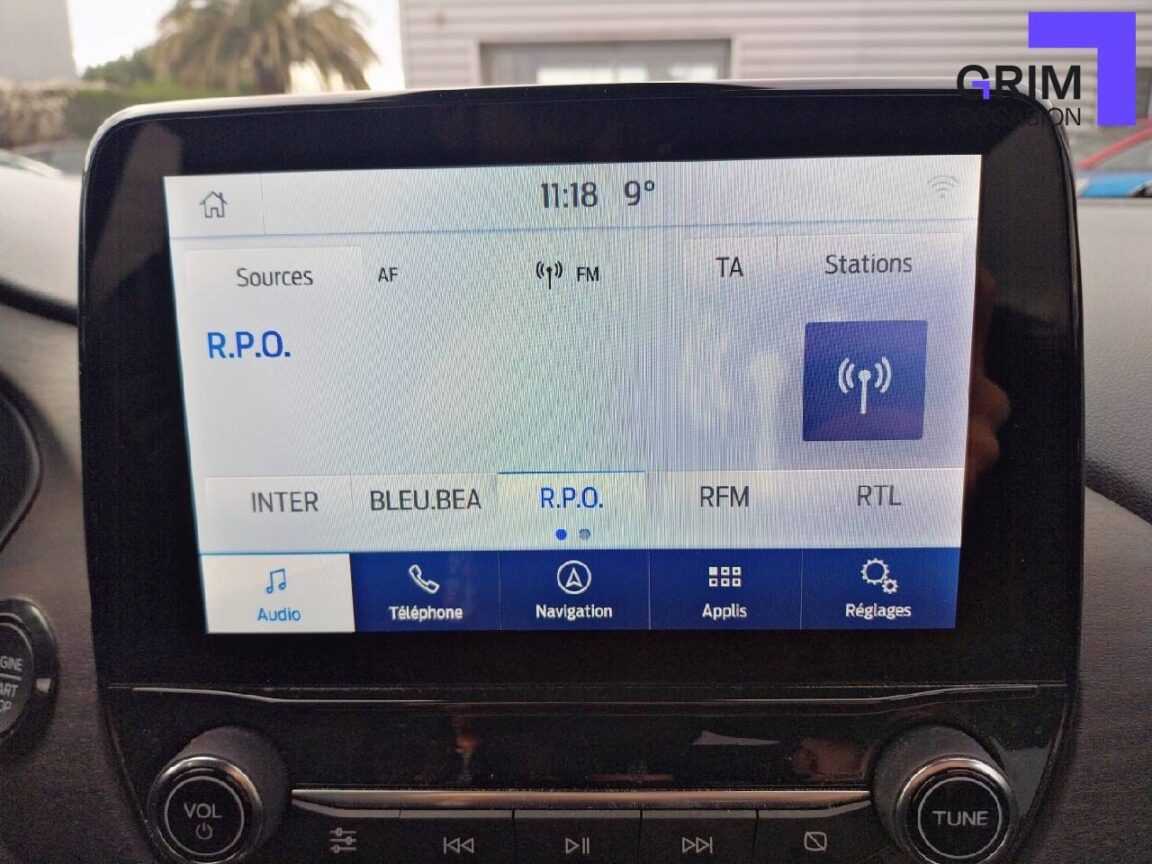 GRIM
OCCASION
11:18 9°
Sources AF FM TA Stations
R.P.O.
INTER BLEU.BEA R.P.O. RFM RTL
Audio Téléphone Navigation Applis Réglages
VOL TUNE